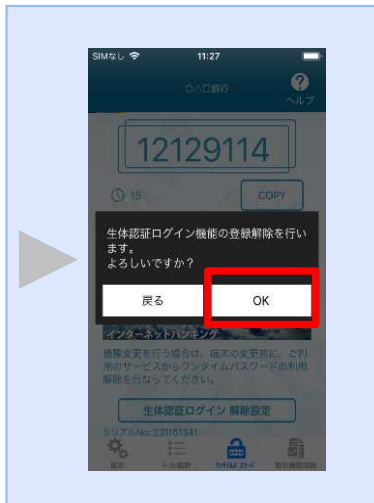 SIMなし
11:27
○△□銀行
ヘルプ
12129114
15
COPY
生体認証ログイン機能の登録解除を行い
ます。
よろしいですか？
戻る
OK
インターネットバンキング
機種変更を行う場合は、端末の変更前に、ご利
用のサービスからワンタイムパスワードの利用
解除を行なってください。
生体認証ログイン 解除設定
シリアルNo: 231161341
設定